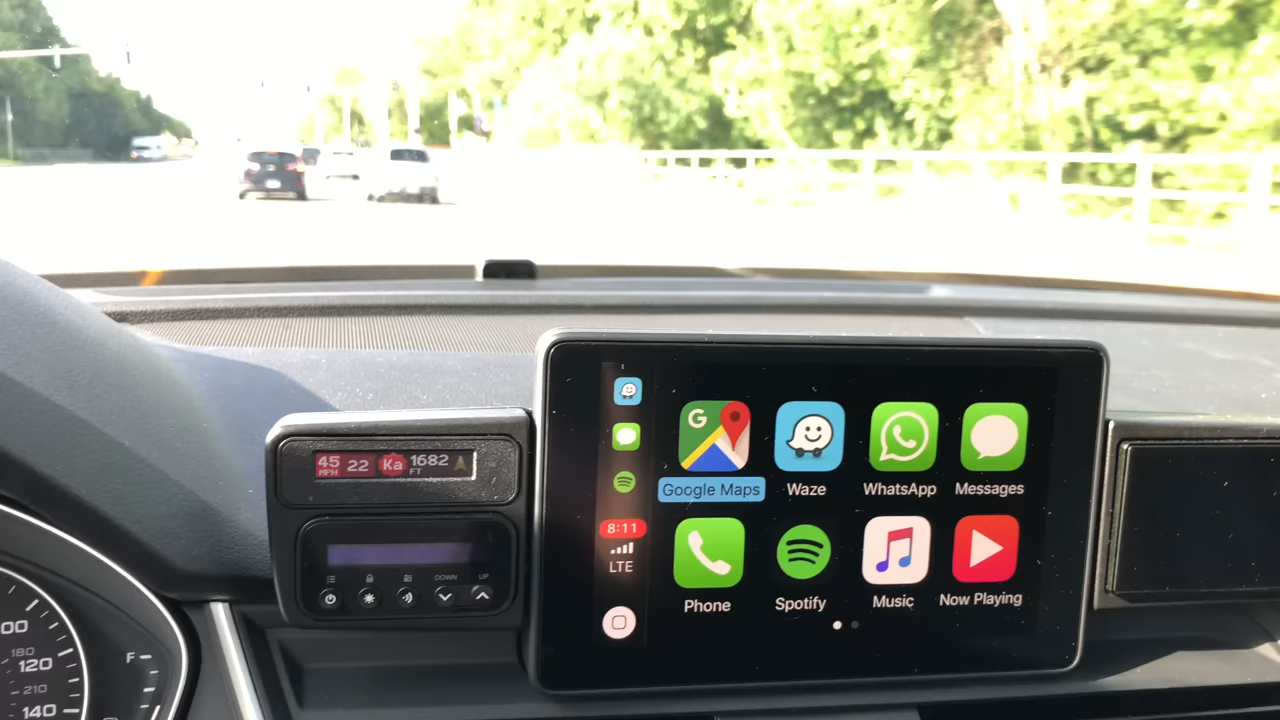 45 22 Ka 1682
MPH FT
DOWN UP
Google Maps Waze WhatsApp Messages
8:11
LTE
Phone Spotify Music Now Playing
G
00
180
120
210
140
F